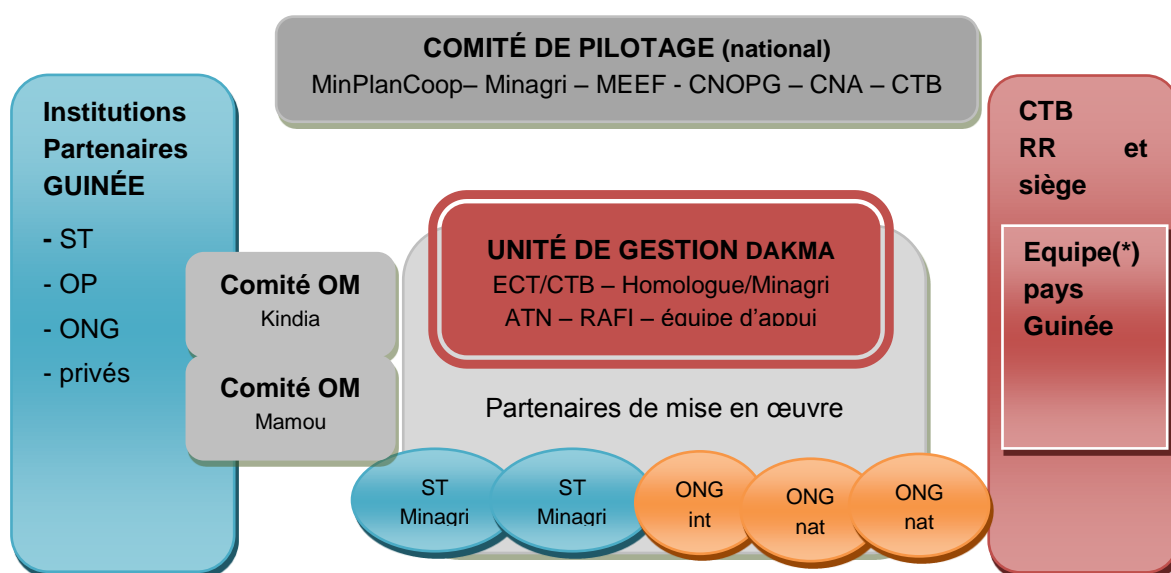 COMITÉ DE PILOTAGE (national)
MinPlanCoop– Minagri – MEEF - CNOPG – CNA – CTB
Institutions
Partenaires
GUINÉE
- ST
- OP
- ONG
- privés
Comité OM
Kindia
Comité OM
Mamou
UNITÉ DE GESTION DAKMA
ECT/CTB – Homologue/Minagri
ATN – RAFI – équipe d’appui
Partenaires de mise en œuvre
ST
Minagri
ST
Minagri
ONG
int
ONG
nat
ONG
nat
CTB
RR et
siège
Equipe(*)
pays
Guinée